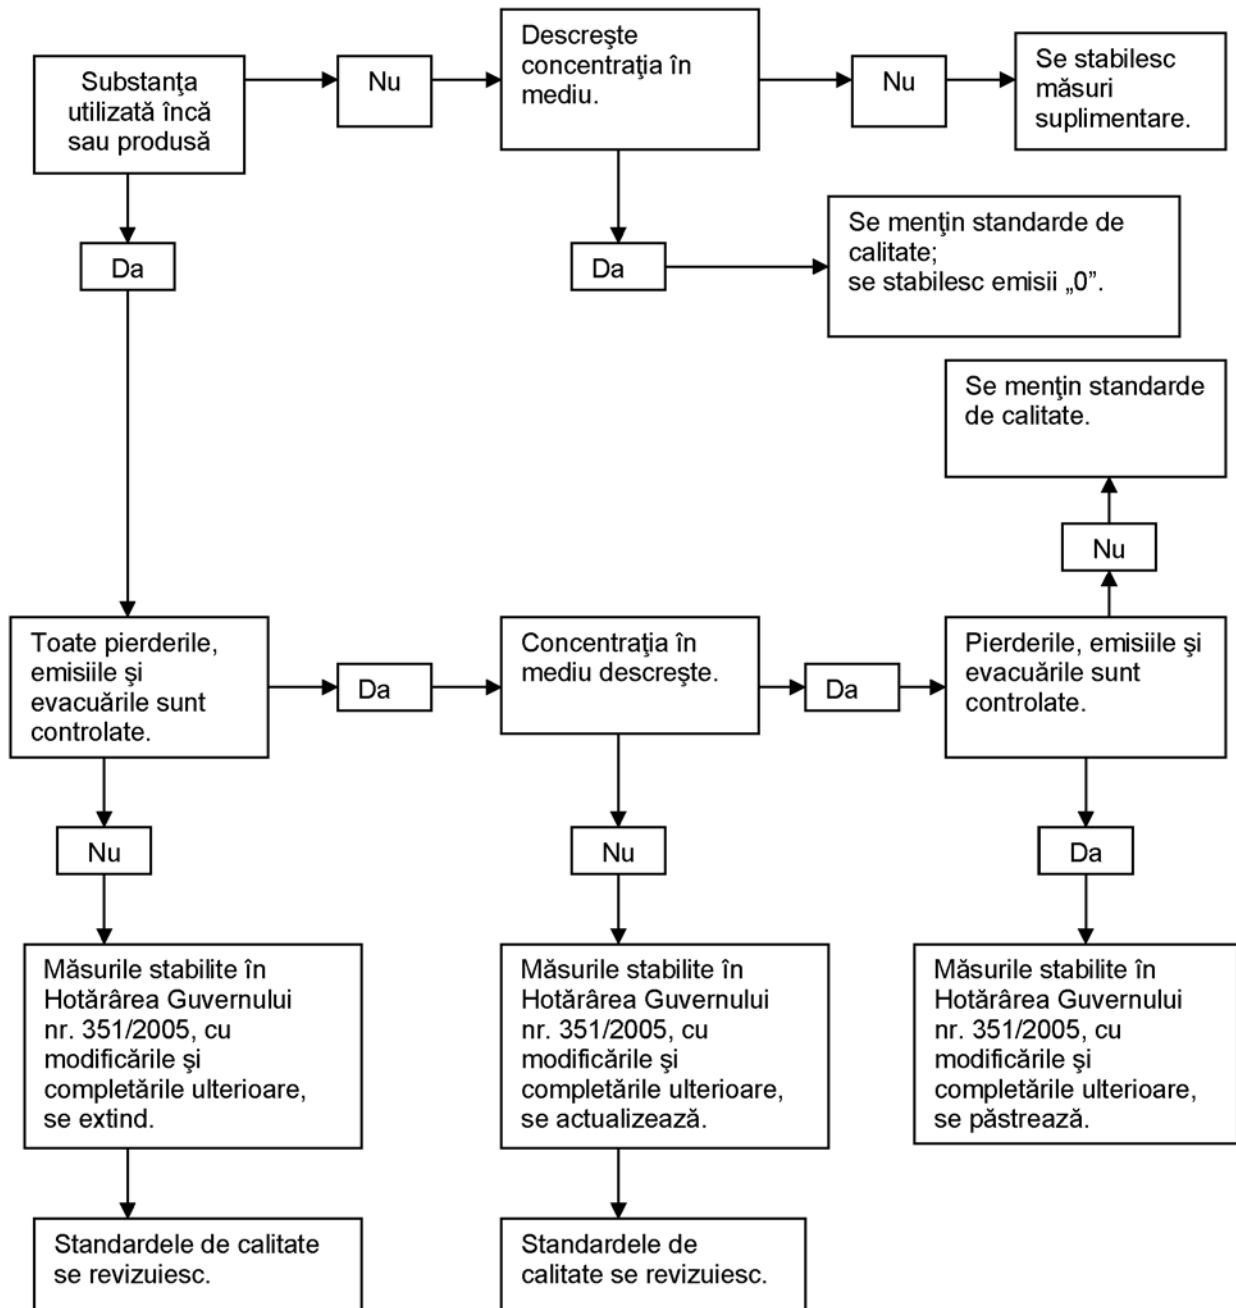 Substanţa
utilizată încă
sau produsă
Nu
Descreşte
concentraţia în
mediu.
Nu
Se stabilesc
măsuri
suplimentare.
Da
Da
Se menţin standarde de
calitate;
se stabilesc emisii „0”.
Se menţin standarde
de calitate.
Nu
Toate pierderile,
emisiile şi
evacuările sunt
controlate.
Da
Concentraţia în
mediu descreşte.
Da
Pierderile, emisiile şi
evacuările sunt
controlate.
Nu
Nu
Da
Măsurile stabilite în
Hotărârea Guvernului
nr. 351/2005, cu
modificările şi
completările ulterioare,
se extind.
Măsurile stabilite în
Hotărârea Guvernului
nr. 351/2005, cu
modificările şi
completările ulterioare,
se actualizează.
Măsurile stabilite în
Hotărârea Guvernului
nr. 351/2005, cu
modificările şi
completările ulterioare,
se păstrează.
Standardele de calitate
se revizuiesc.
Standardele de
calitate se revizuiesc.